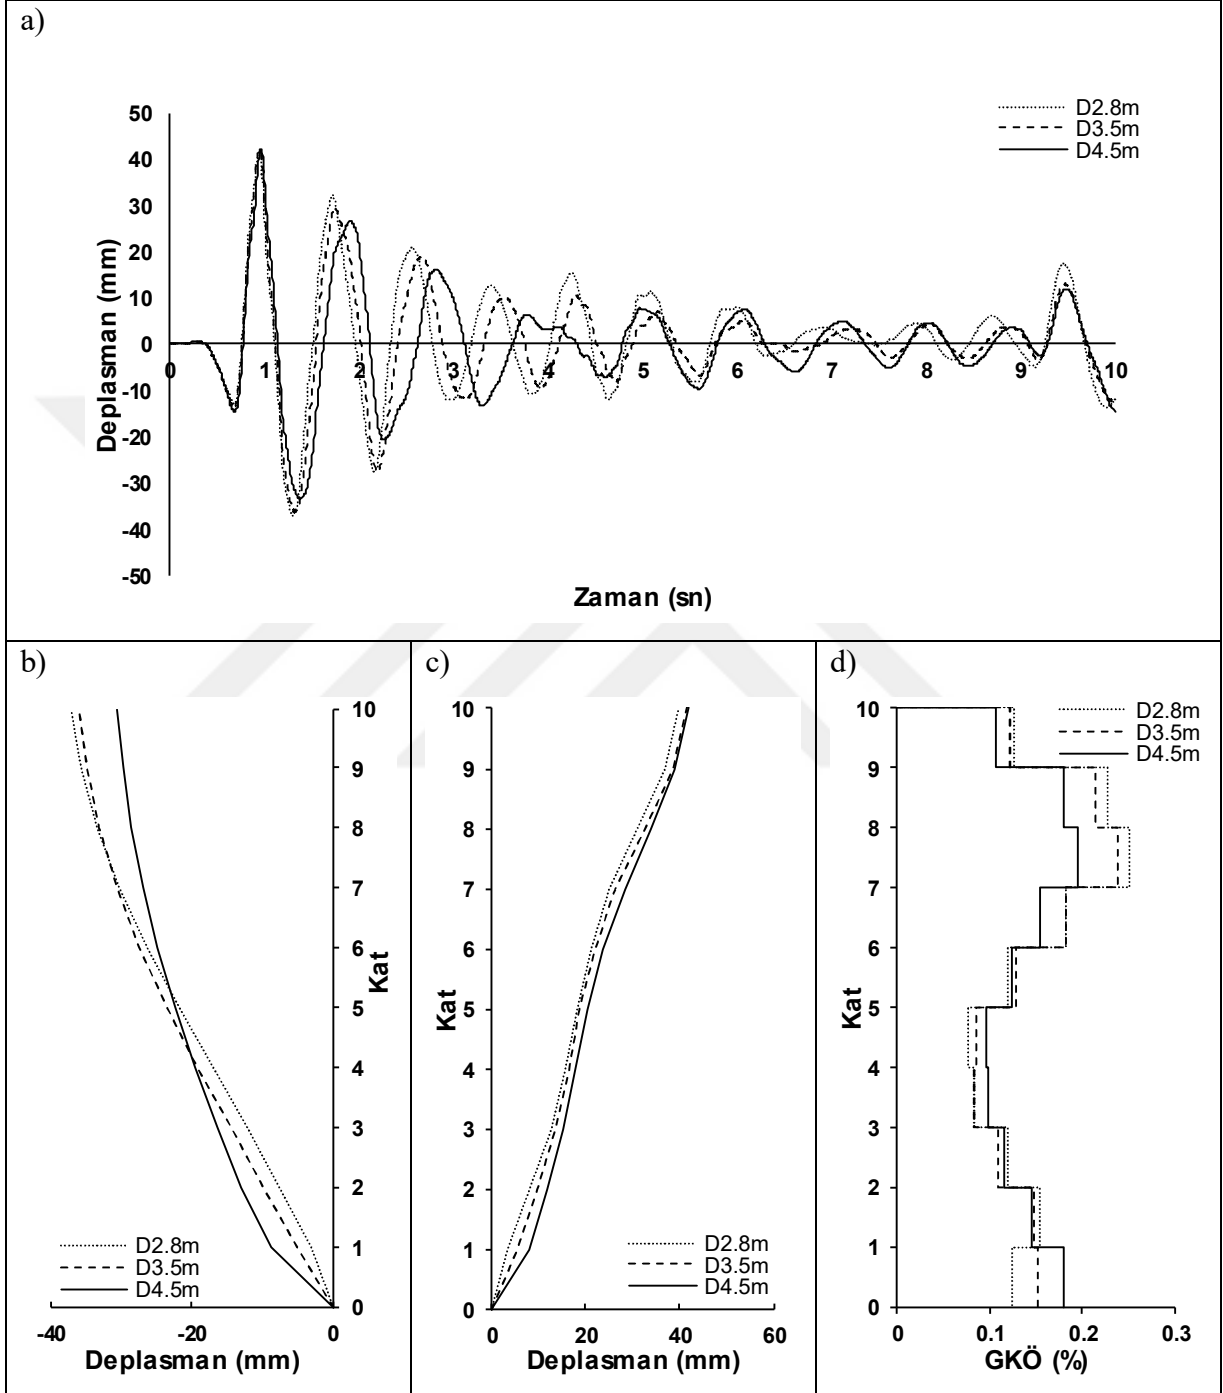 a)
50
40
30
20
10
0
-10
-20
-30
-40
-50
Deplasman (mm)
0 1 2 3 4 5 6 7 8 9 10
Zaman (sn)
D2.8m
D3.5m
D4.5m
b)
10
9
8
7
6
5
4
3
2
1
0
Kat
D2.8m
D3.5m
D4.5m
-40 -20 0
Deplasman (mm)
c)
10
9
8
7
6
5
4
3
2
1
0
Kat
D2.8m
D3.5m
D4.5m
0 20 40 60
Deplasman (mm)
d)
10
9
8
7
6
5
4
3
2
1
0
Kat
D2.8m
D3.5m
D4.5m
0 0.1 0.2 0.3
GKÖ (%)